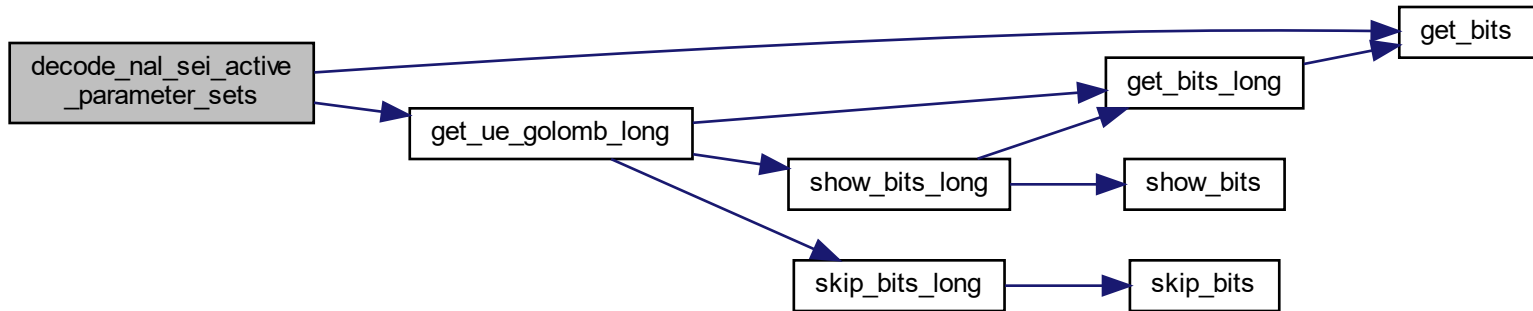 decode_nal_sei_active
_parameter_sets
get_ue_golomb_long
get_bits_long
get_bits
show_bits_long
show_bits
skip_bits_long
skip_bits